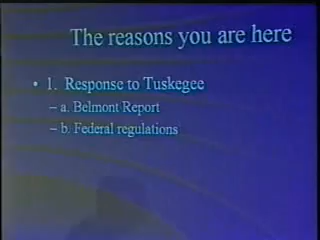 The reasons you are here
• 1. Response to Tuskegee
– a. Belmont Report
– b. Federal regulations